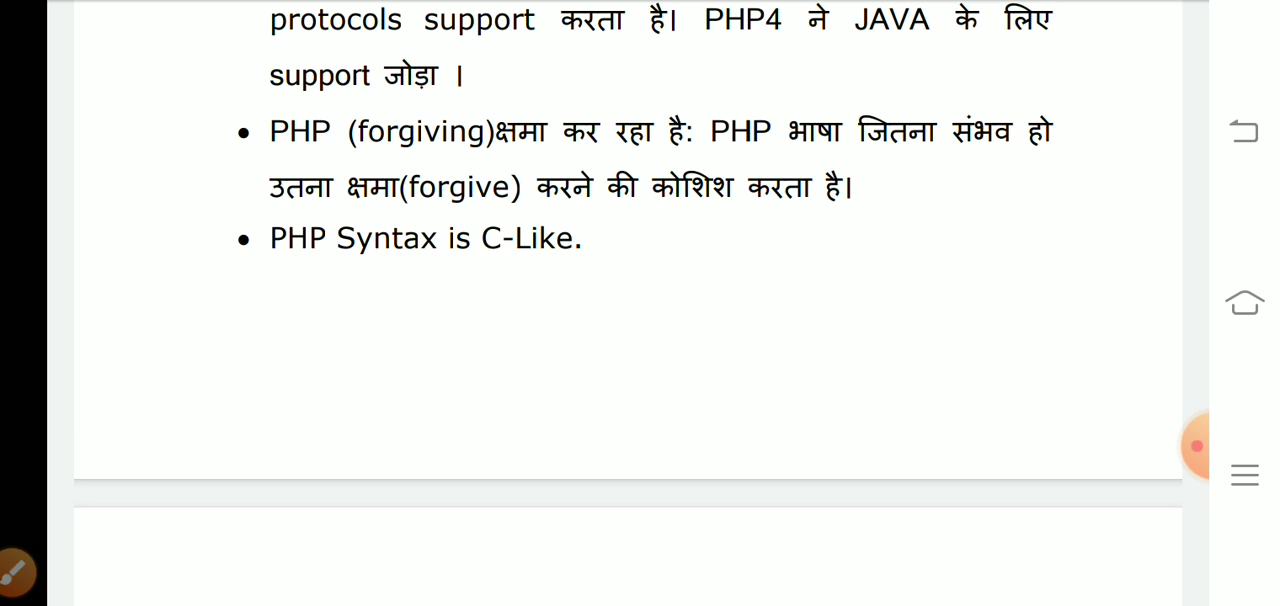 protocols support करता है। PHP4 ने JAVA के लिए
support जोड़ा ।
• PHP (forgiving)क्षमा कर रहा है: PHP भाषा जितना संभव हो
उतना क्षमा(forgive) करने की कोशिश करता है।
• PHP Syntax is C-Like.